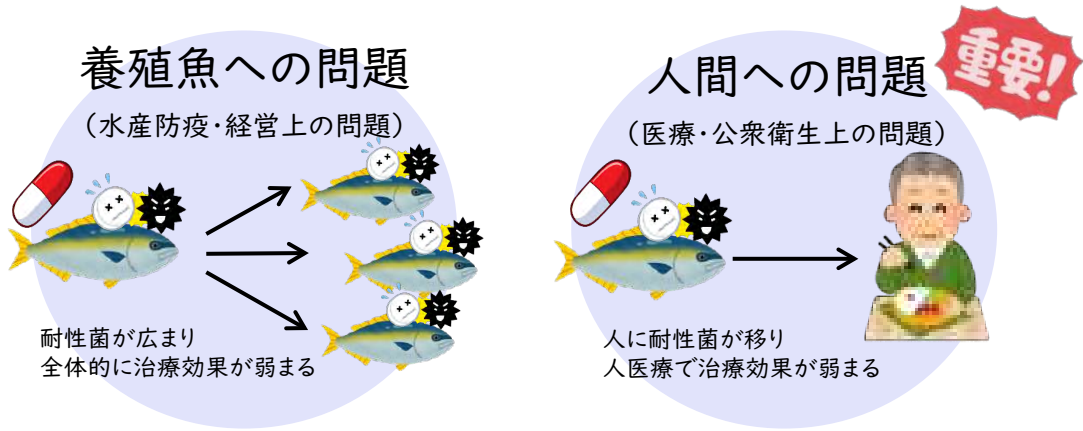 養殖魚への問題
(水産防疫・経営上の問題)
耐性菌が広まり
全体的に治療効果が弱まる
人間への問題
重要!
(医療・公衆衛生上の問題)
人に耐性菌が移り
人医療で治療効果が弱まる